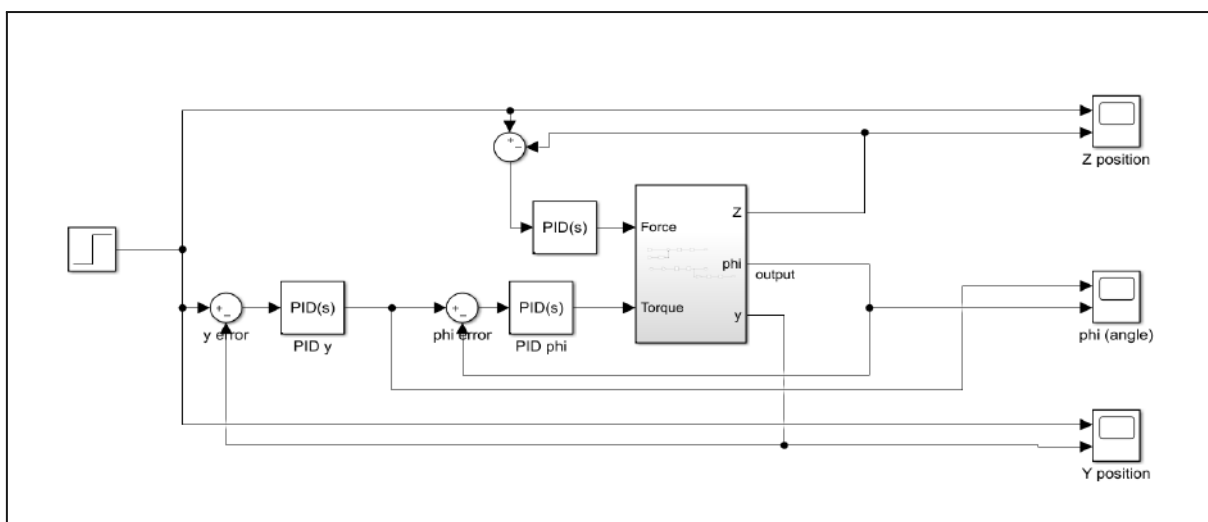 Z position
PID(s)
Force
Z
phi
output
Torque
y
PID(s)
y error
PID y
phi error
PID(s)
PID phi
phi (angle)
Y position